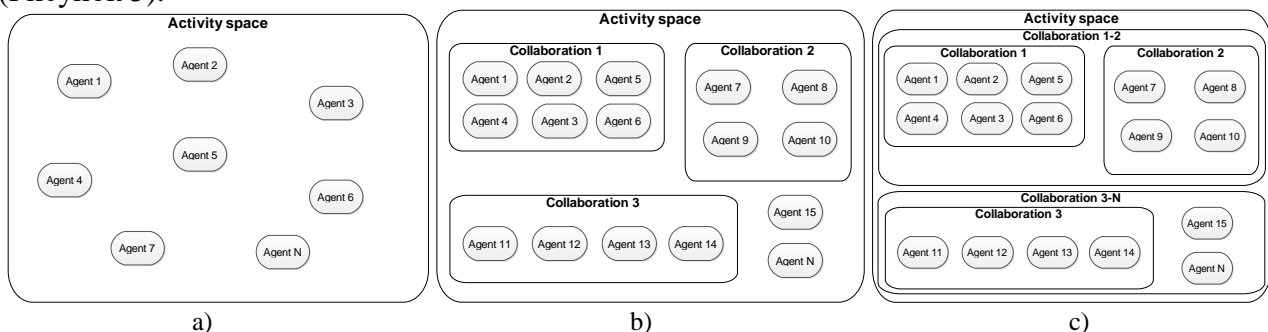 (Рисунок 3).
Activity space
Agent 1
Agent 2
Agent 3
Agent 4
Agent 5
Agent 6
Agent 7
Agent N
a)
Activity space
Collaboration 1
Agent 1 Agent 2 Agent 5
Agent 4 Agent 3 Agent 6
Collaboration 2
Agent 7 Agent 8
Agent 9 Agent 10
Collaboration 3
Agent 11 Agent 12 Agent 13 Agent 14
Agent 15
Agent N
b)
Activity space
Collaboration 1-2
Collaboration 1
Agent 1 Agent 2 Agent 5
Agent 4 Agent 3 Agent 6
Collaboration 2
Agent 7 Agent 8
Agent 9 Agent 10
Collaboration 3-N
Collaboration 3
Agent 11 Agent 12 Agent 13 Agent 14
Agent 15
Agent N
c)